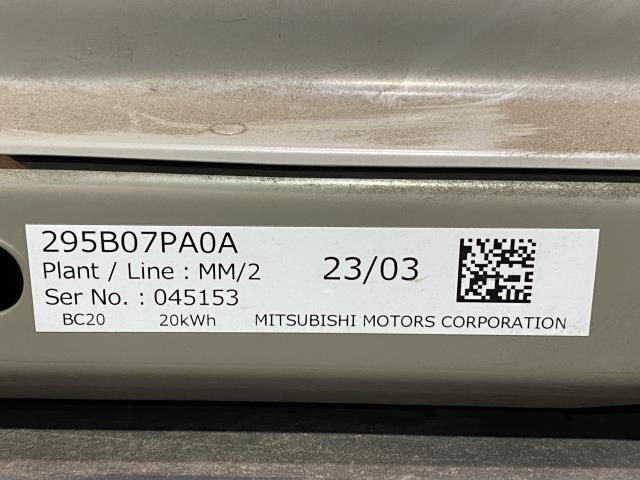 295B07PA0A
Plant / Line : MM/2
23/03
Ser No. : 045153
BC20 20kWh MITSUBISHI MOTORS CORPORATION